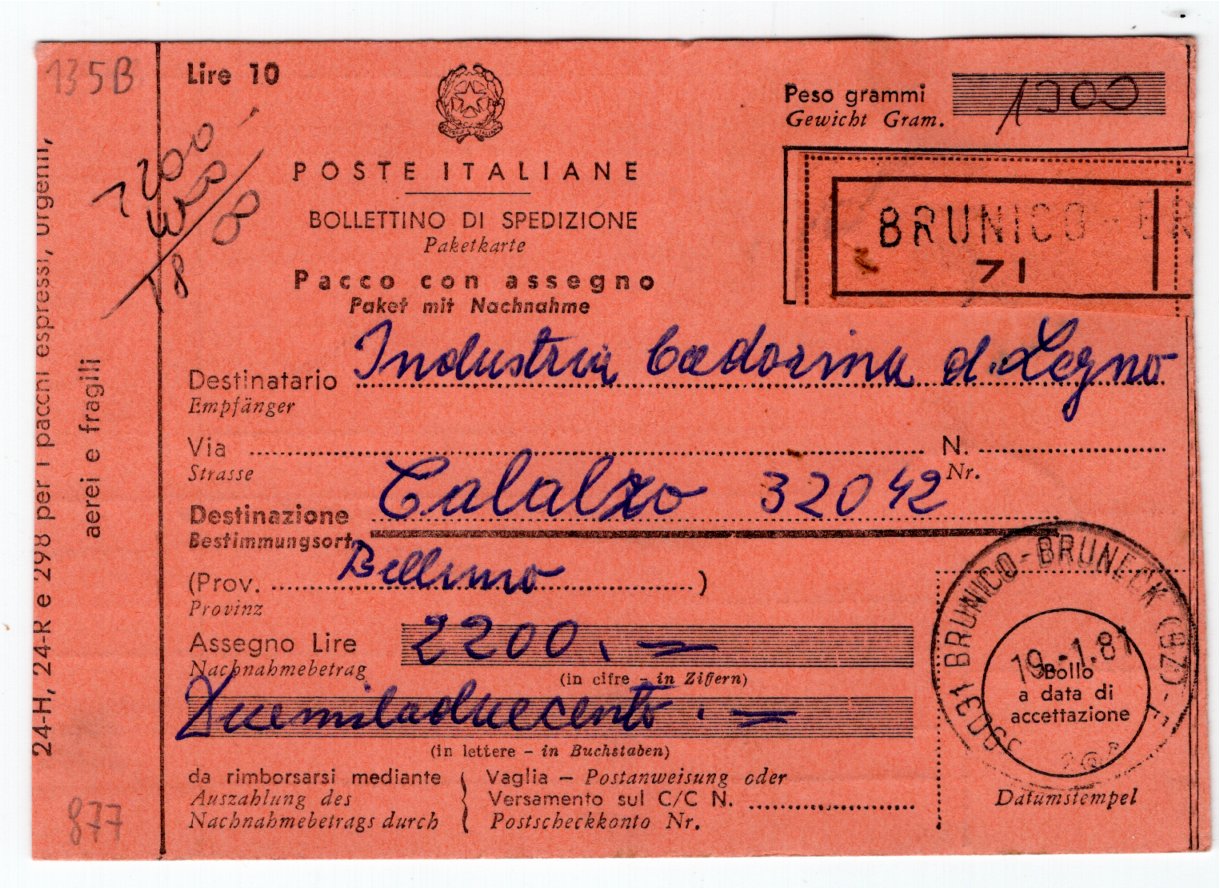 135B
Lire 10
Peso grammi
Gewicht Gram.
POSTE ITALIANE
BOLLETTINO DI SPEDIZIONE
Paketkarte
Pacco con assegno
Paket mit Nachnahme
BRUNICO
71
Destinatario Industria Cadorina d. Legno
Empfänger
Via N.
Strasse Nr.
Destinazione Calalzo 32042
Bestimmungsort
(Prov. Belluno )
Provinz
Assegno Lire 2200.=
Nachnahmebetrag (in cifre - in Ziffern)
Duemiladuecento.=
(in lettere - in Buchstaben)
da rimborsarsi mediante
Auszahlung des
Nachnahmebetrags durch
Vaglia – Postanweisung oder
Versamento sul C/C N.
Postscheckkonto Nr.
39031 BRUNICO-BRUNECK (BZ)
19.-1.81
Bollo
a data di
accettazione
Datumstempel
24-H, 24-R e 298 per i pacchi espressi, urgenti,
aerei e fragili
877